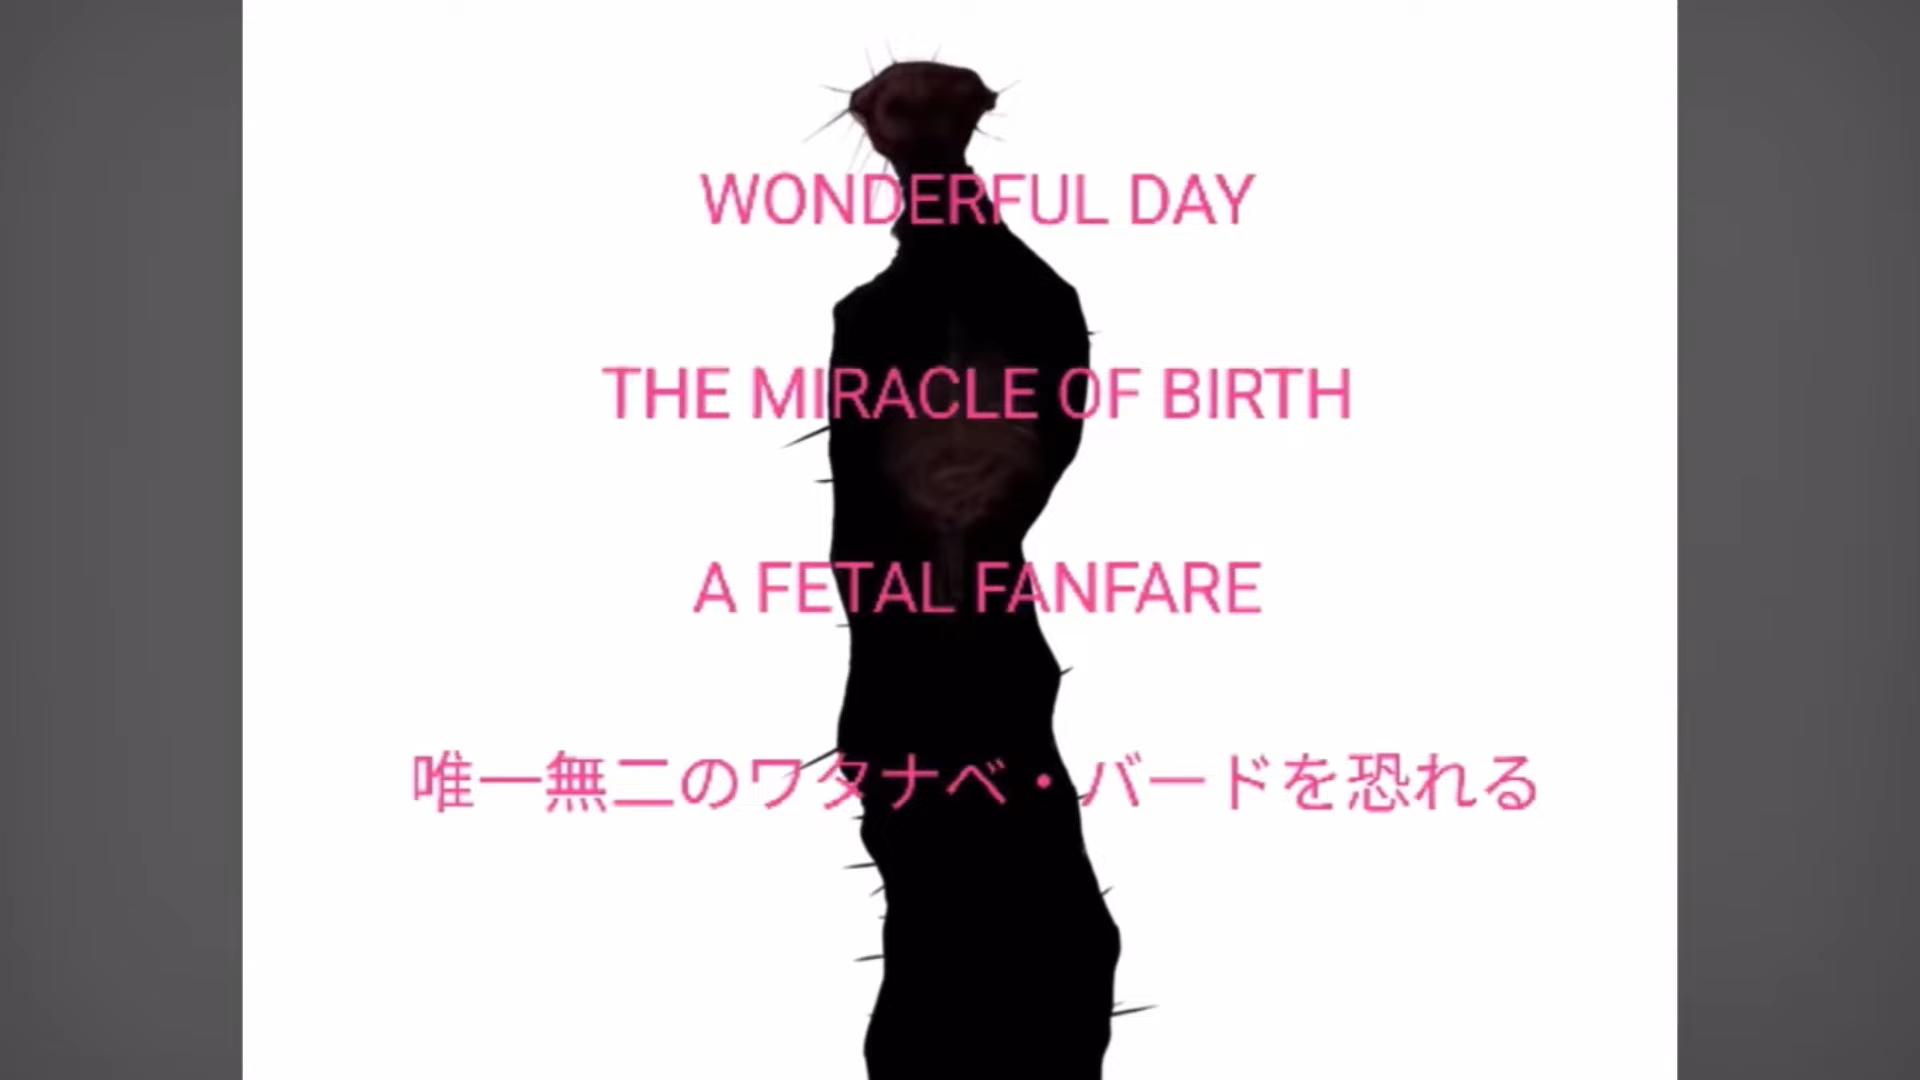 WONDERFUL DAY
THE MIRACLE OF BIRTH
A FETAL FANFARE
唯一無二のワタナベ・バードを恐れる